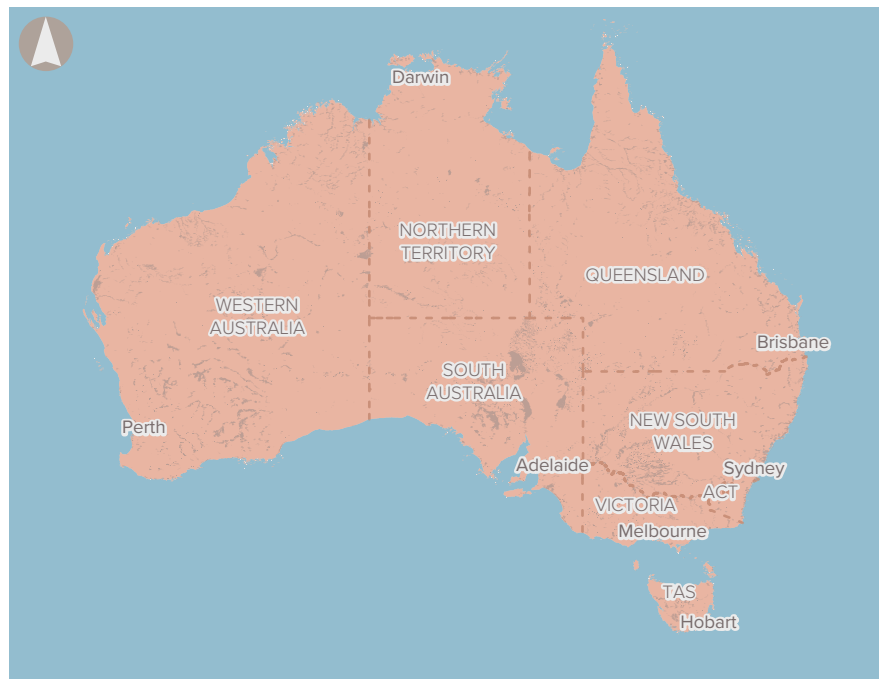 Darwin
NORTHERN
TERRITORY
QUEENSLAND
WESTERN
AUSTRALIA
Brisbane
SOUTH
AUSTRALIA
Perth
NEW SOUTH
WALES
Adelaide
Sydney
ACT
VICTORIA
Melbourne
TAS
Hobart